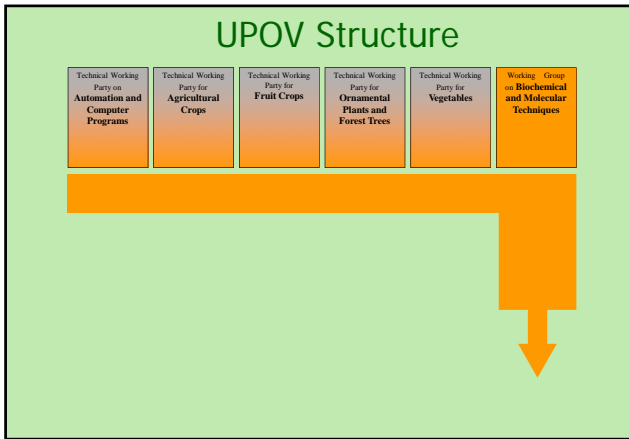 UPOV Structure
Technical Working
Party on
Automation and
Computer
Programs
Technical Working
Party for
Agricultural
Crops
Technical Working
Party for
Fruit Crops
Technical Working
Party for
Ornamental
Plants and
Forest Trees
Technical Working
Party for
Vegetables
Working Group
on Biochemical
and Molecular
Techniques